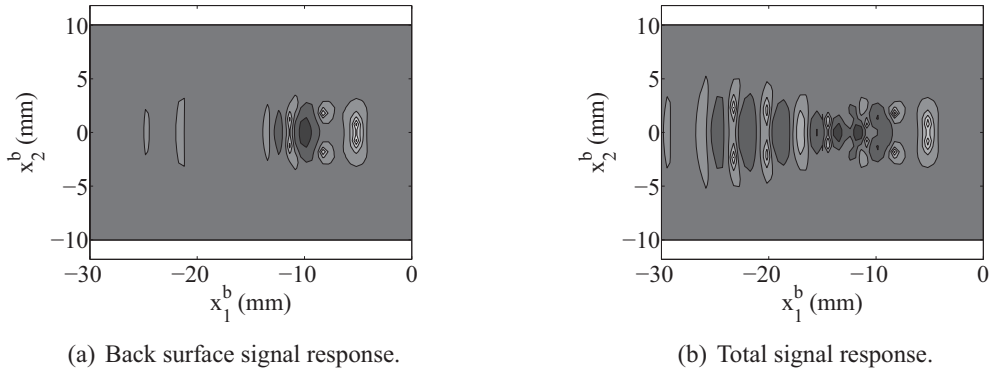 10
5
0
−5
−10
x₂ᵇ (mm)
−30 −20 −10 0
x₁ᵇ (mm)
(a) Back surface signal response.
10
5
0
−5
−10
x₂ᵇ (mm)
−30 −20 −10 0
x₁ᵇ (mm)
(b) Total signal response.